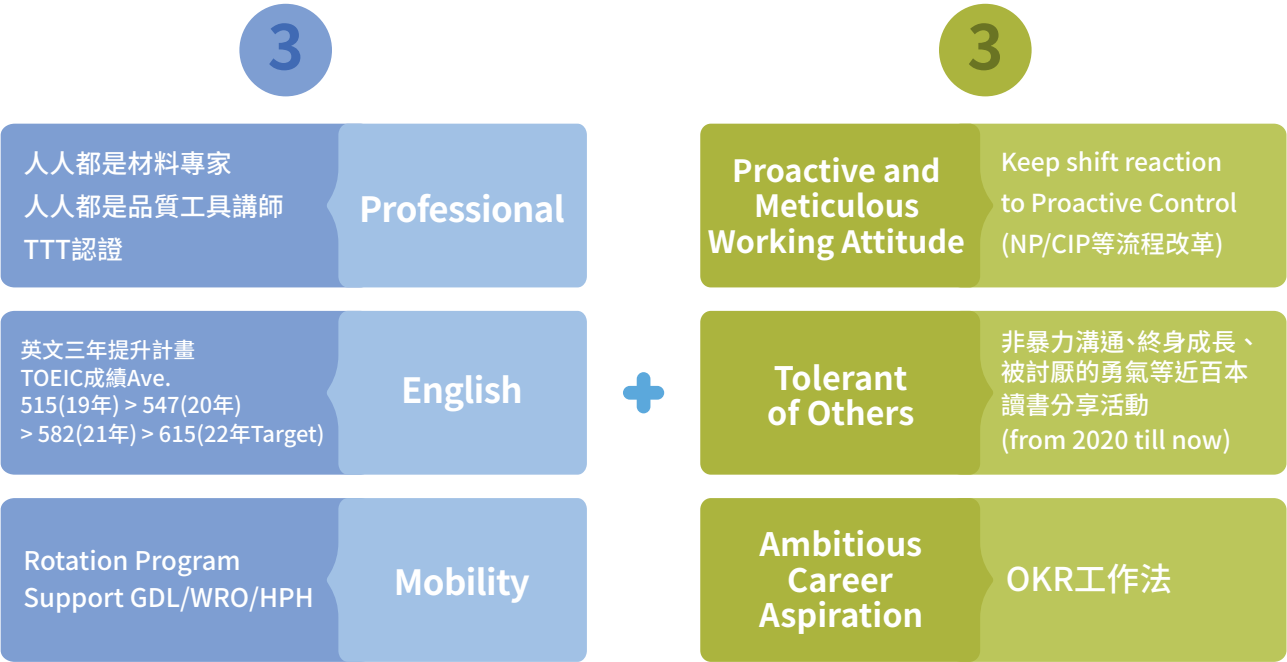 3
人人都是材料專家
人人都是品質工具講師
TTT認證
Professional
英文三年提升計畫
TOEIC成績Ave.
515(19年) > 547(20年)
> 582(21年) > 615(22年Target)
English
Rotation Program
Support GDL/WRO/HPH
Mobility
3
Proactive and
Meticulous
Working Attitude
Keep shift reaction
to Proactive Control
(NP/CIP等流程改革)
Tolerant
of Others
非暴力溝通、終身成長、
被討厭的勇氣等近百本
讀書分享活動
(from 2020 till now)
Ambitious
Career
Aspiration
OKR工作法